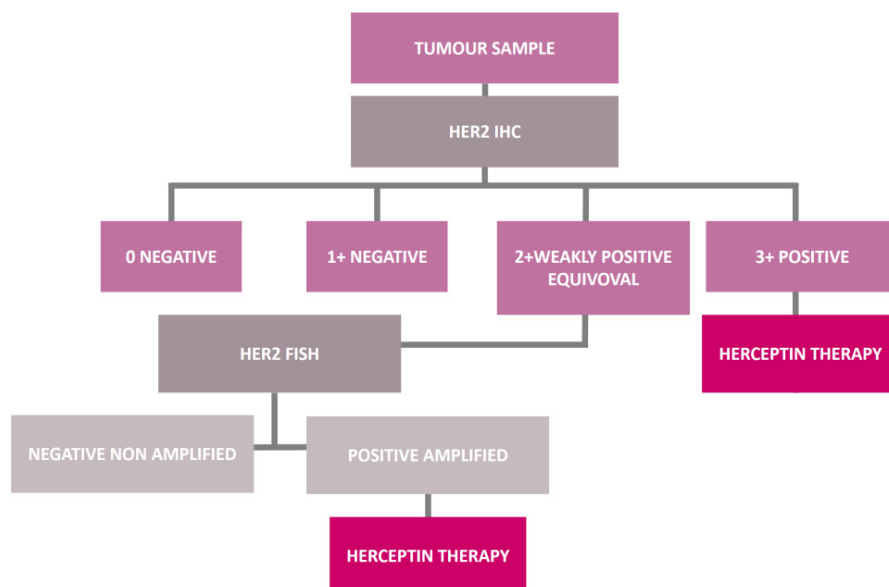 TUMOUR SAMPLE
HER2 IHC
0 NEGATIVE
1+ NEGATIVE
2+WEAKLY POSITIVE
EQUIVOVAL
3+ POSITIVE
HER2 FISH
HERCEPTIN THERAPY
NEGATIVE NON AMPLIFIED
POSITIVE AMPLIFIED
HERCEPTIN THERAPY